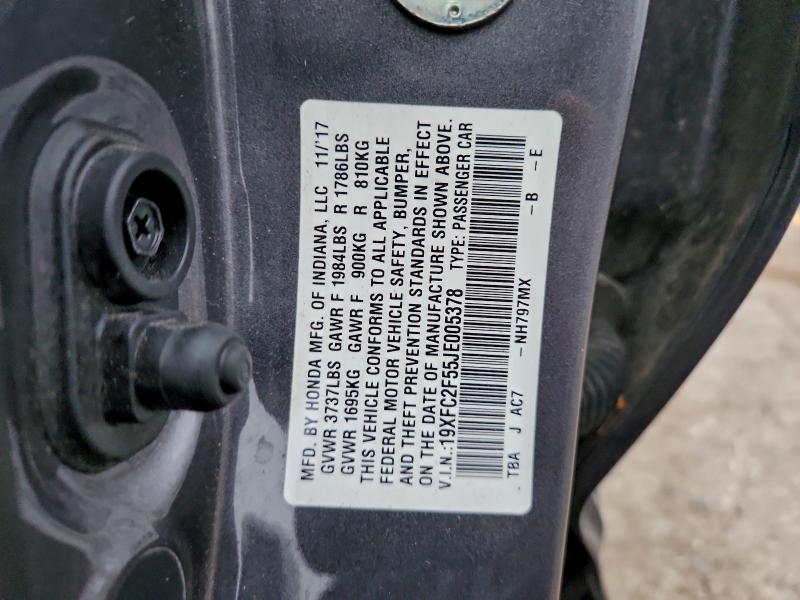 MFD. BY HONDA MFG. OF INDIANA, LLC 11/'17
GVWR 3737LBS GAWR F 1984LBS R 1786LBS
GVWR 1695KG GAWR F 900KG R 810KG
THIS VEHICLE CONFORMS TO ALL APPLICABLE
FEDERAL MOTOR VEHICLE SAFETY, BUMPER,
AND THEFT PREVENTION STANDARDS IN EFFECT
ON THE DATE OF MANUFACTURE SHOWN ABOVE.
V.I.N.:19XFC2F55JE005378 TYPE: PASSENGER CAR
TBA J AC7 -NH797MX -B -E